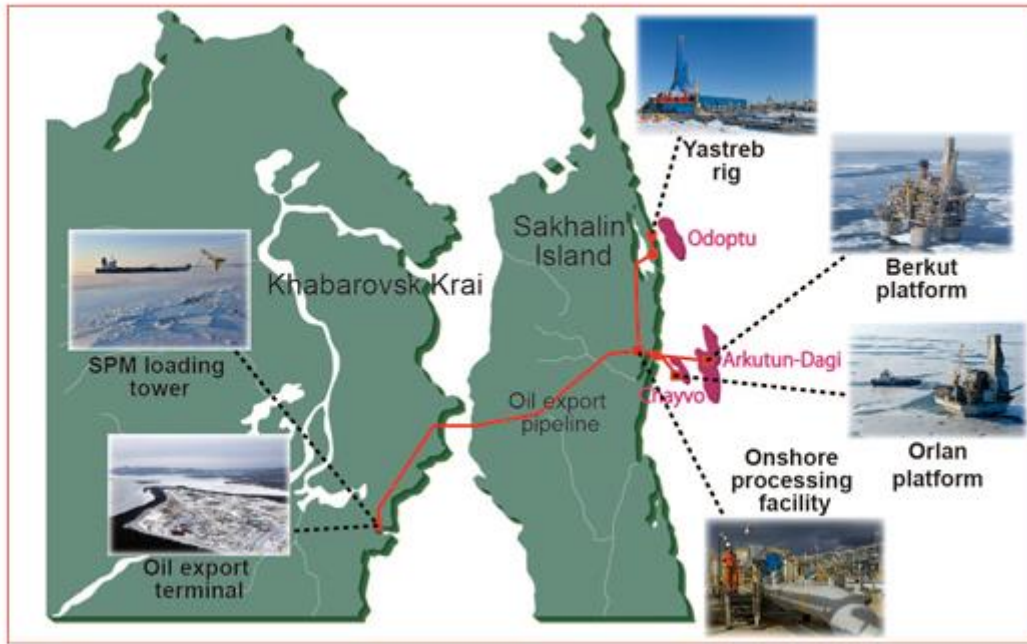 Yastreb
rig
Sakhalin
Island
Odoptu
Berkut
platform
Khabarovsk Krai
SPM loading
tower
Arkutun-Dagi
Chayvo
Oil export
pipeline
Orlan
platform
Onshore
processing
facility
Oil export
terminal